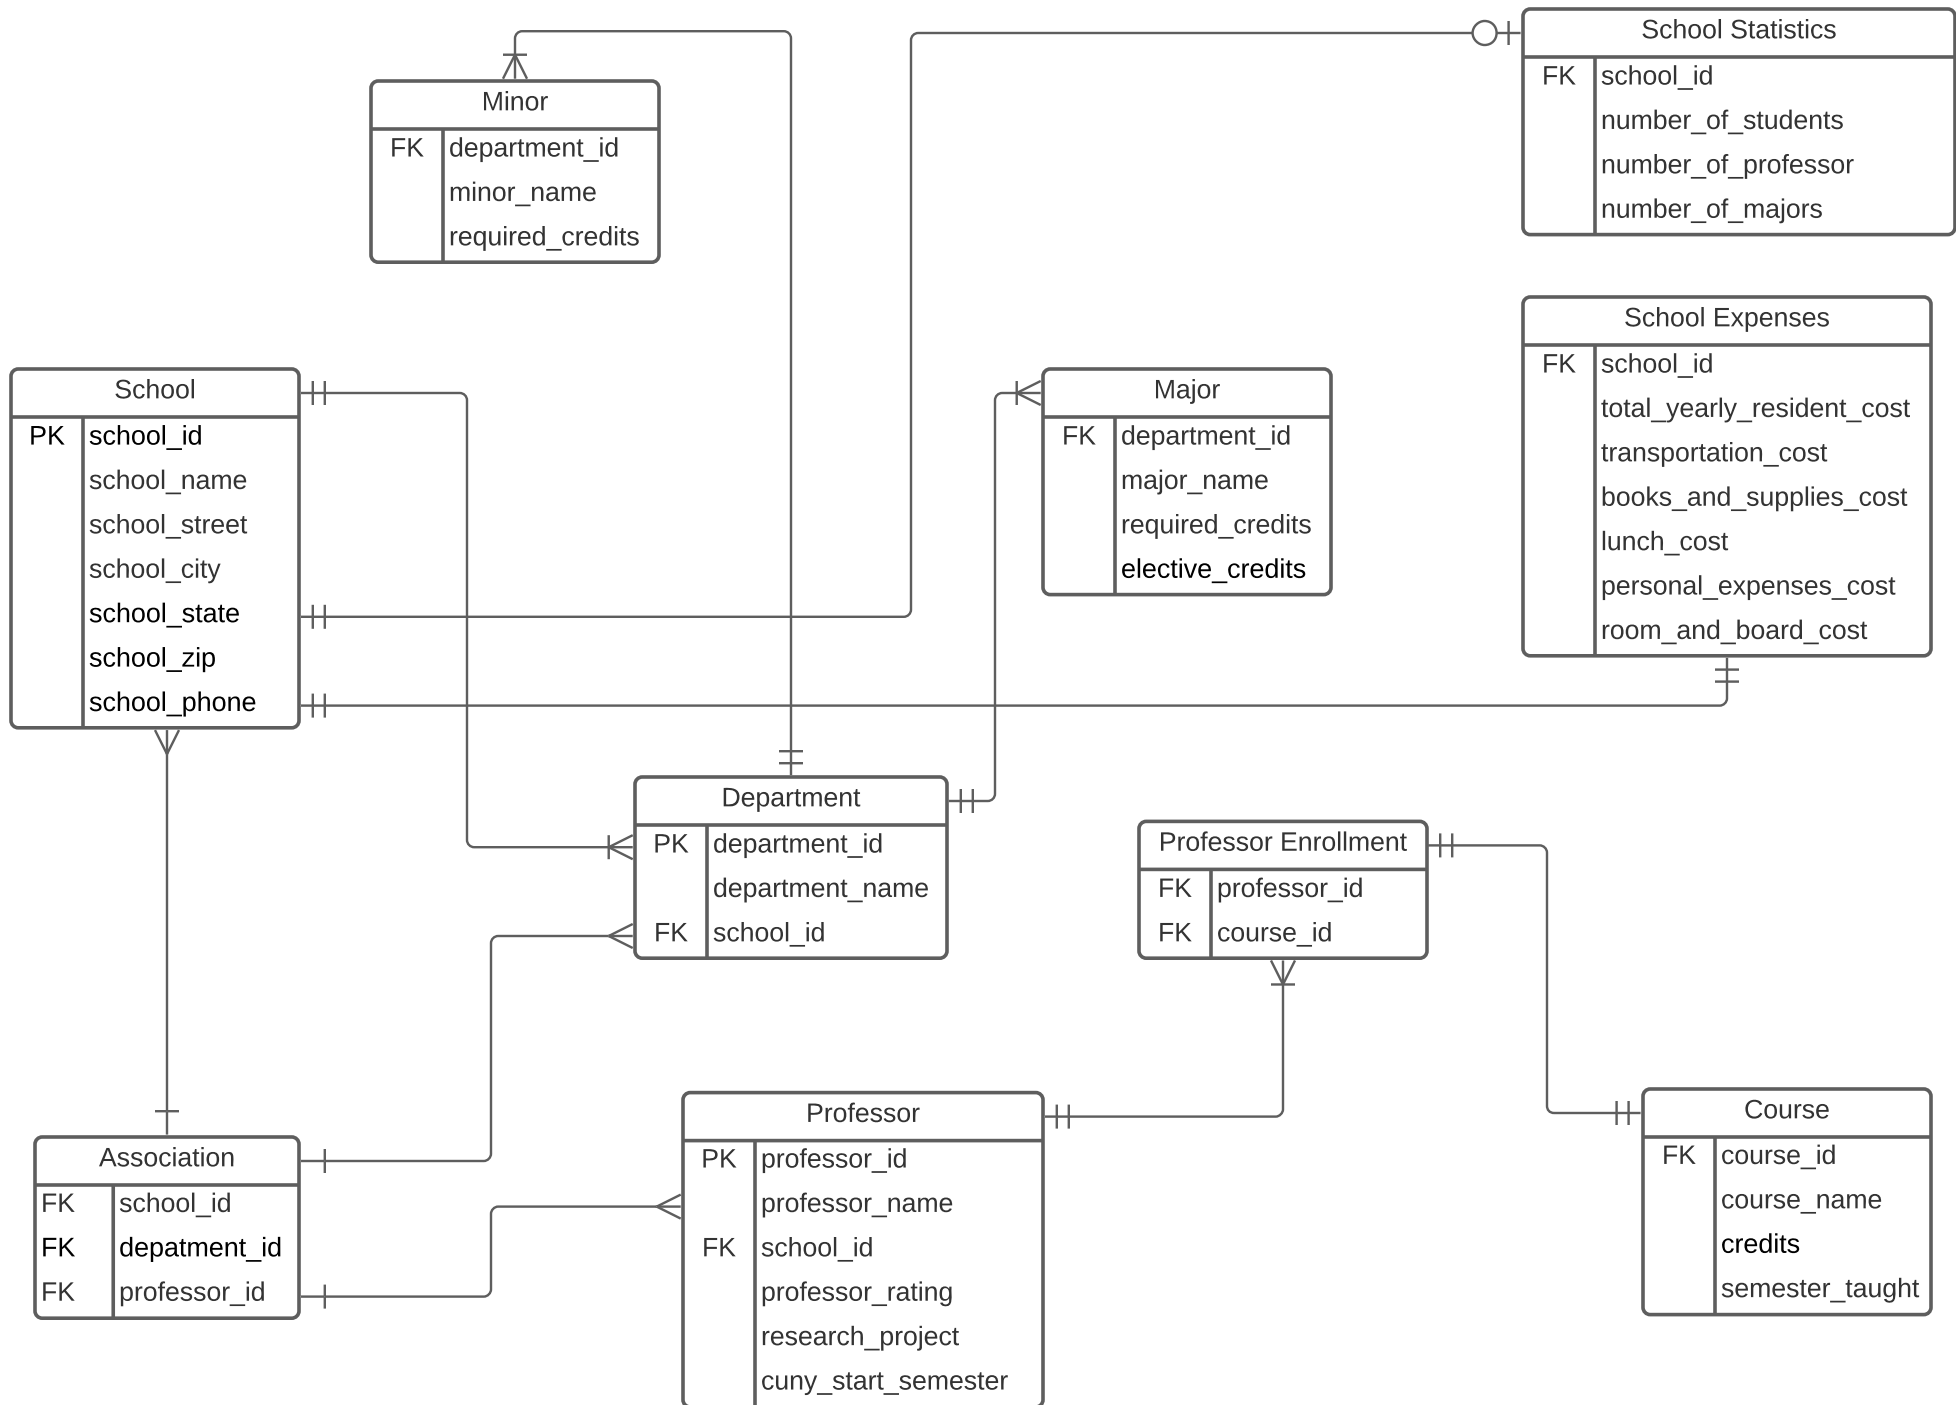 Minor
FK department_id
minor_name
required_credits
School Statistics
FK school_id
number_of_students
number_of_professor
number_of_majors
School
PK school_id
school_name
school_street
school_city
school_state
school_zip
school_phone
Major
FK department_id
major_name
required_credits
elective_credits
School Expenses
FK school_id
total_yearly_resident_cost
transportation_cost
books_and_supplies_cost
lunch_cost
personal_expenses_cost
room_and_board_cost
Department
PK department_id
department_name
FK school_id
Professor Enrollment
FK professor_id
FK course_id
Association
FK school_id
FK depatment_id
FK professor_id
Professor
PK professor_id
professor_name
FK school_id
professor_rating
research_project
cuny_start_semester
Course
FK course_id
course_name
credits
semester_taught